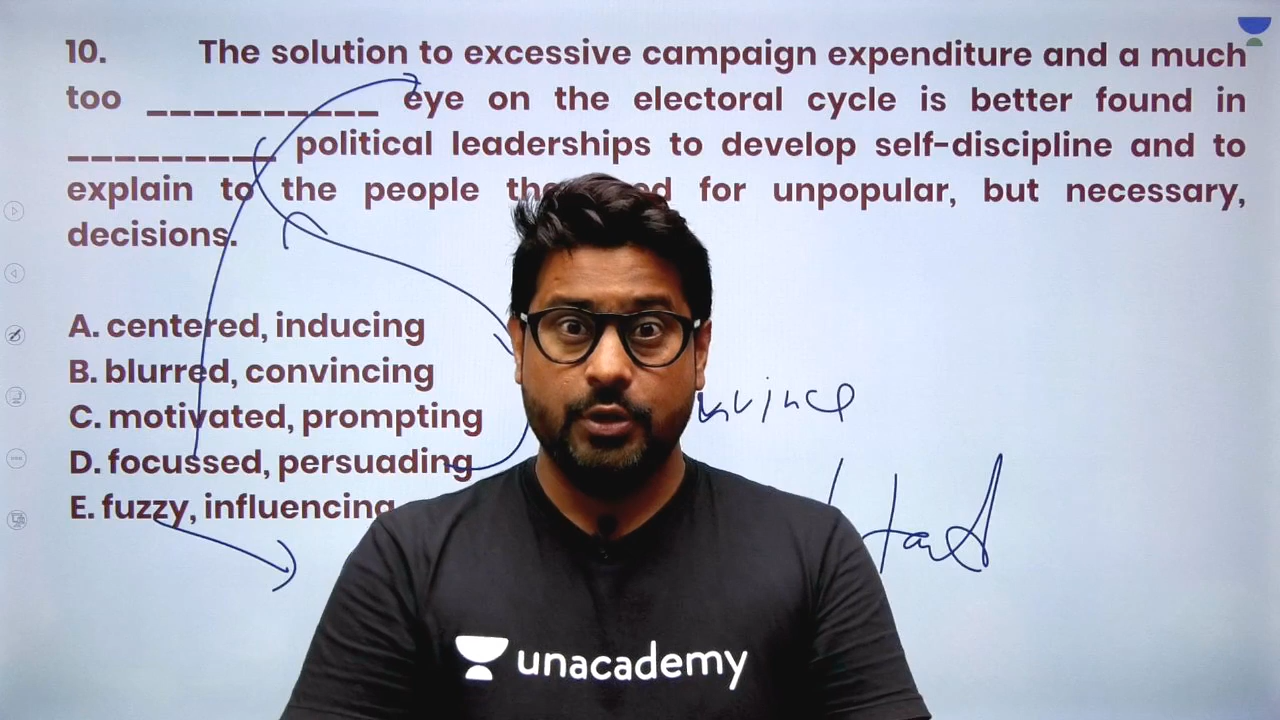 10. The solution to excessive campaign expenditure and a much
too __________ eye on the electoral cycle is better found in
_________ political leaderships to develop self-discipline and to
explain to the people the for unpopular, but necessary,
decisions.
A. centered, inducing
B. blurred, convincing
C. motivated, prompting
D. focussed, persuading
E. fuzzy, influencing
unacademy